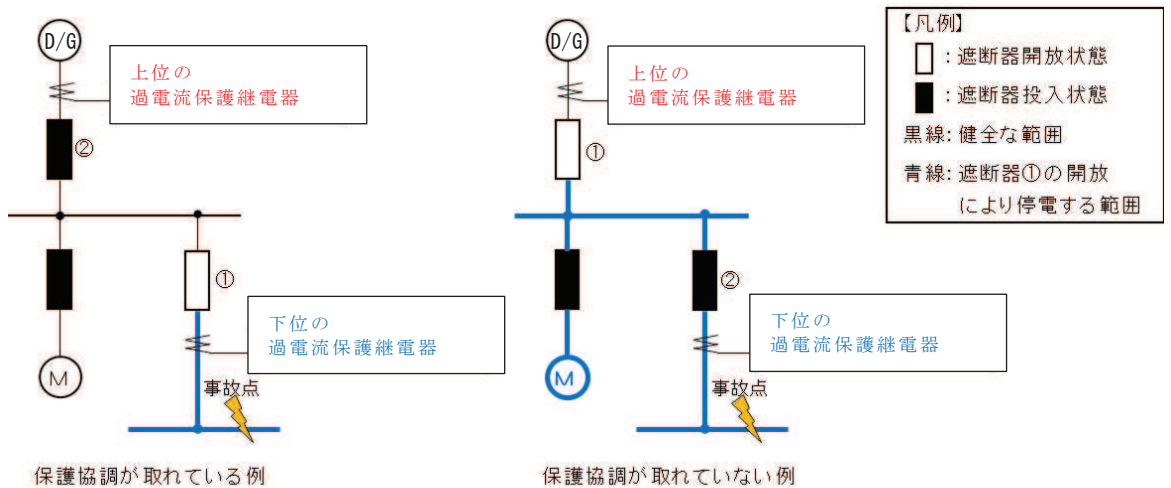 D/G
上位の
過電流保護継電器
②
①
下位の
過電流保護継電器
M
事故点
保護協調が取れている例
D/G
上位の
過電流保護継電器
①
②
下位の
過電流保護継電器
M
事故点
保護協調が取れていない例
【凡例】
：遮断器開放状態
：遮断器投入状態
黒線：健全な範囲
青線：遮断器①の開放
により停電する範囲